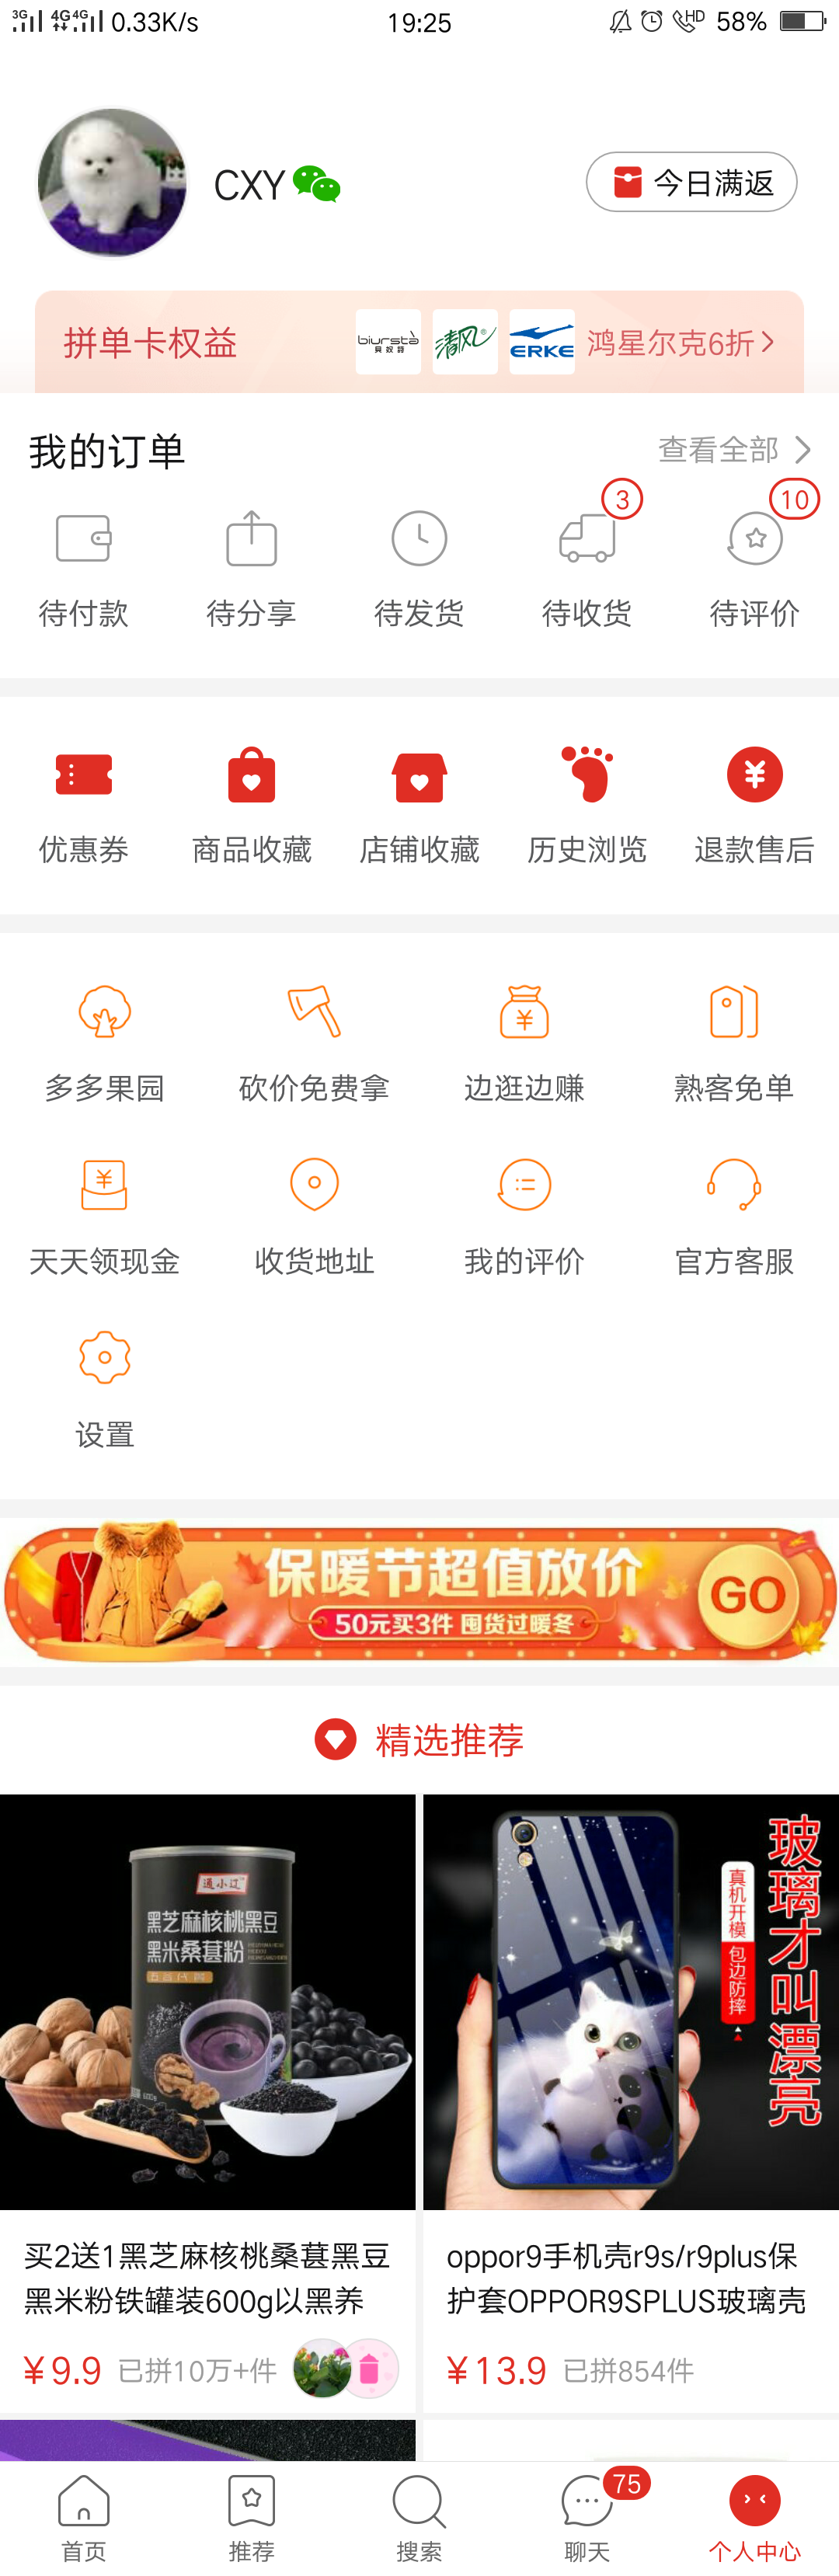 3G 4G 4G 0.33K/s 19:25 HD 58%
CXY
今日满返
拼单卡权益
biurstà
贝奴特
清风®
ERKE
鸿星尔克6折
我的订单
查看全部
3
10
待付款 待分享 待发货 待收货 待评价
优惠券 商品收藏 店铺收藏 历史浏览 退款售后
多多果园 砍价免费拿 边逛边赚 熟客免单
天天领现金 收货地址 我的评价 官方客服
设置
保暖节超值放价
50元买3件 囤货过暖冬
GO
精选推荐
通小辽
黑芝麻核桃黑豆
黑米桑葚粉
玻璃才叫漂亮
真机开模
包边防摔
买2送1黑芝麻核桃桑葚黑豆
黑米粉铁罐装600g以黑养
¥9.9 已拼10万+件
oppor9手机壳r9s/r9plus保
护套OPPOR9SPLUS玻璃壳
¥13.9 已拼854件
75
首页 推荐 搜索 聊天 个人中心